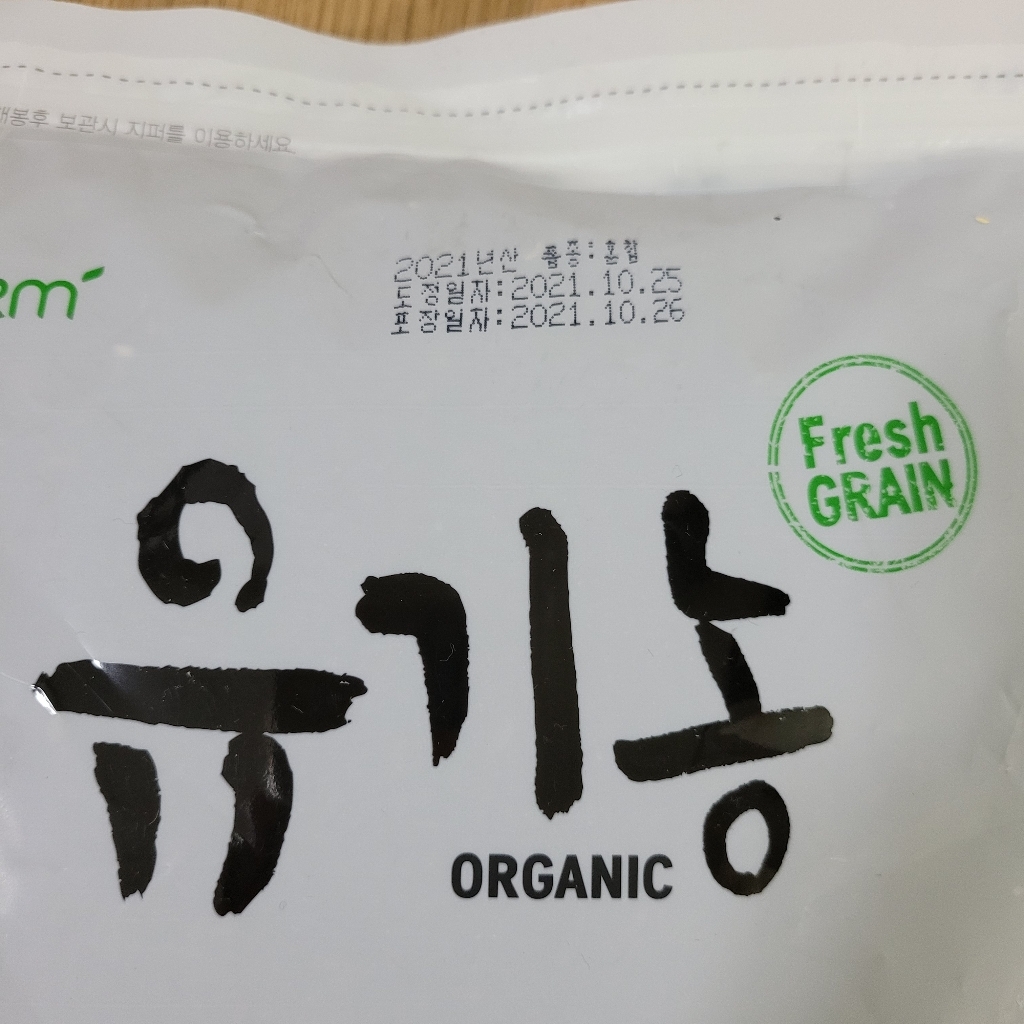 개봉후 보관시 지퍼를 이용하세요
2021년산 품종:혼합
도정일자:2021.10.25
포장일자:2021.10.26
Fresh
GRAIN
유기농
ORGANIC